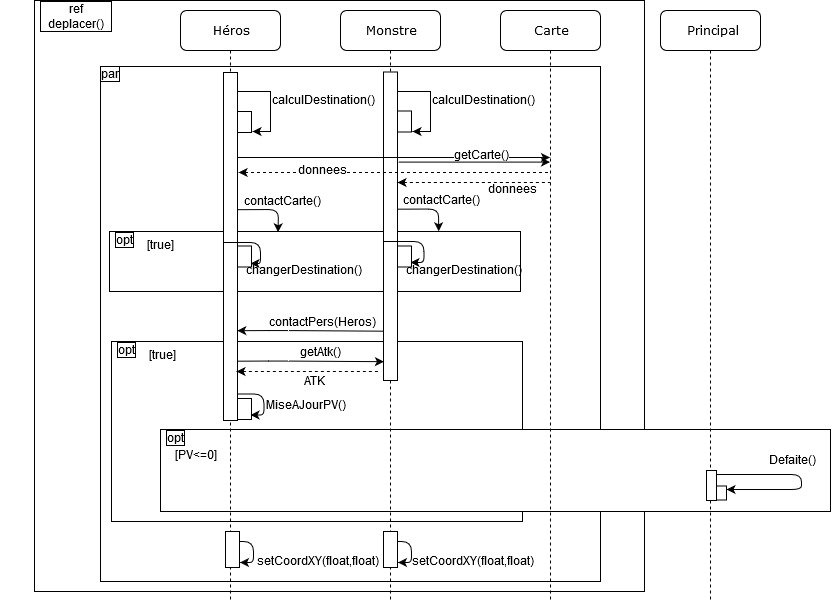 ref
deplacer()
Héros
Monstre
Carte
Principal
par
calculDestination()
calculDestination()
getCarte()
donnees
donnees
contactCarte()
contactCarte()
opt
[true]
changerDestination()
changerDestination()
contactPers(Heros)
opt
[true]
getAtk()
ATK
MiseAJourPV()
opt
[PV<=0]
Defaite()
setCoordXY(float,float)
setCoordXY(float,float)